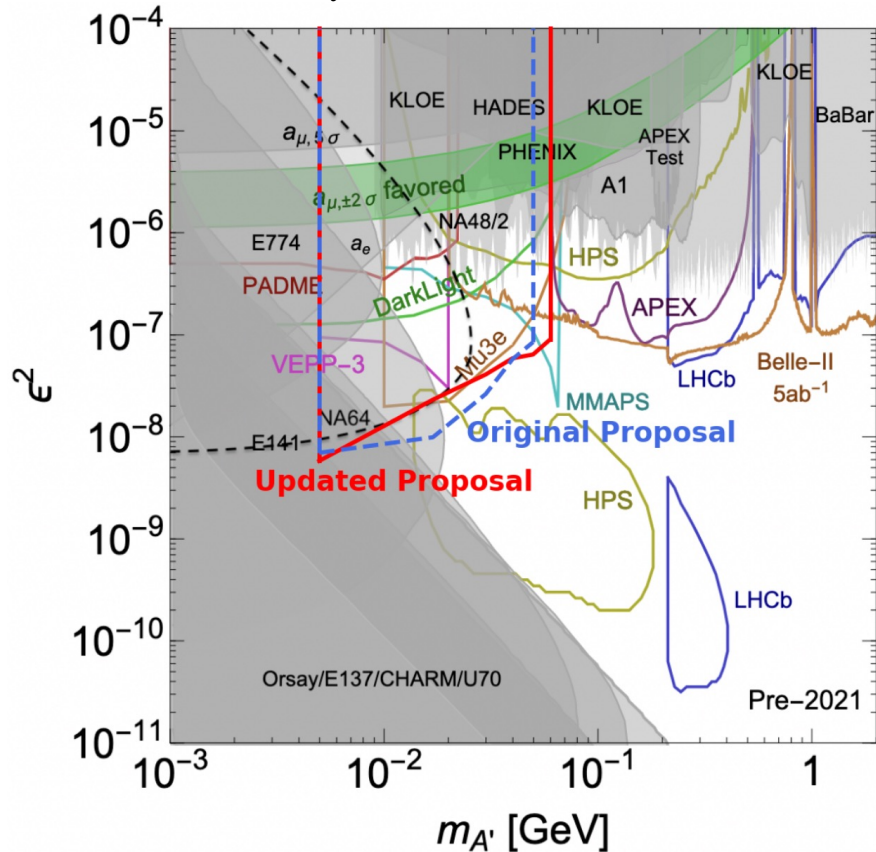 10⁻⁴
10⁻⁵
10⁻⁶
10⁻⁷
10⁻⁸
10⁻⁹
10⁻¹⁰
10⁻¹¹
ϵ²
KLOE
HADES
KLOE
KLOE
BaBar
aμ,5 σ
PHENIX
APEX
Test
aμ,±2 σ favored
A1
NA48/2
E774
ae
HPS
PADME
DarkLight
APEX
VEPP−3
Mu3e
LHCb
Belle−II
5ab⁻¹
MMAPS
NA64
E141
Original Proposal
Updated Proposal
HPS
LHCb
Orsay/E137/CHARM/U70
Pre−2021
10⁻³
10⁻²
10⁻¹
1
mA' [GeV]